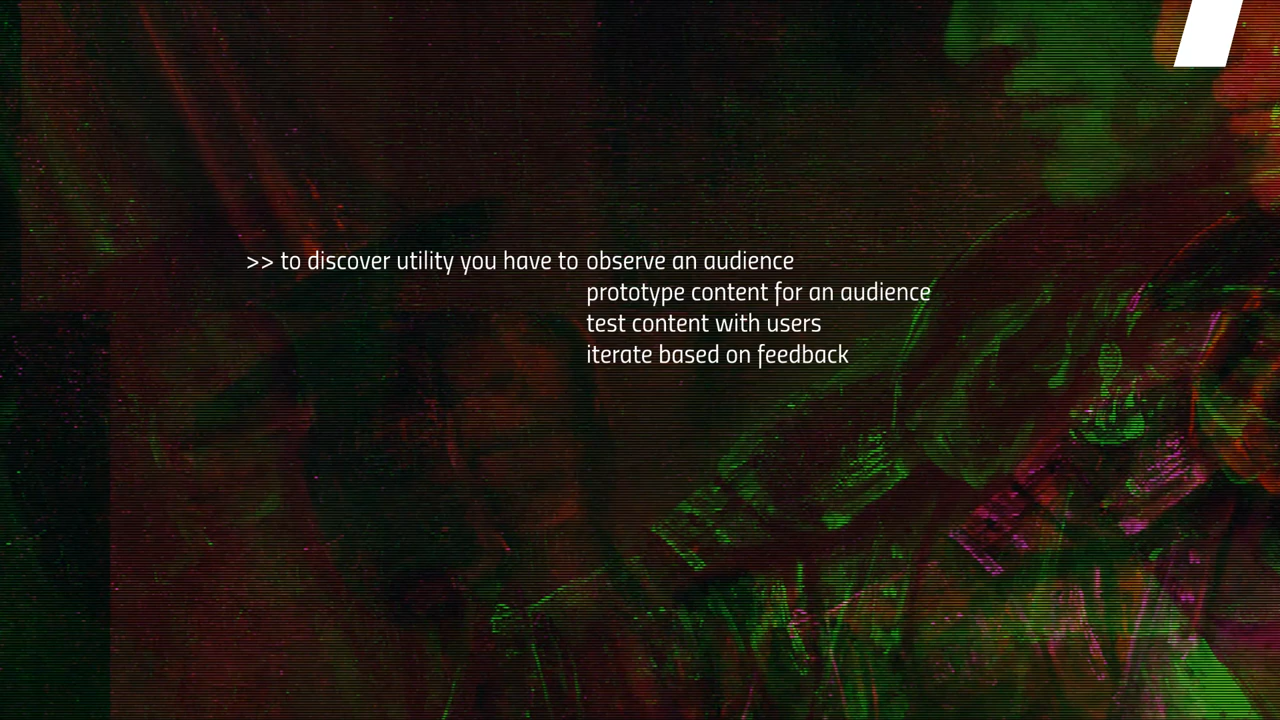 >> to discover utility you have to observe an audience
prototype content for an audience
test content with users
iterate based on feedback